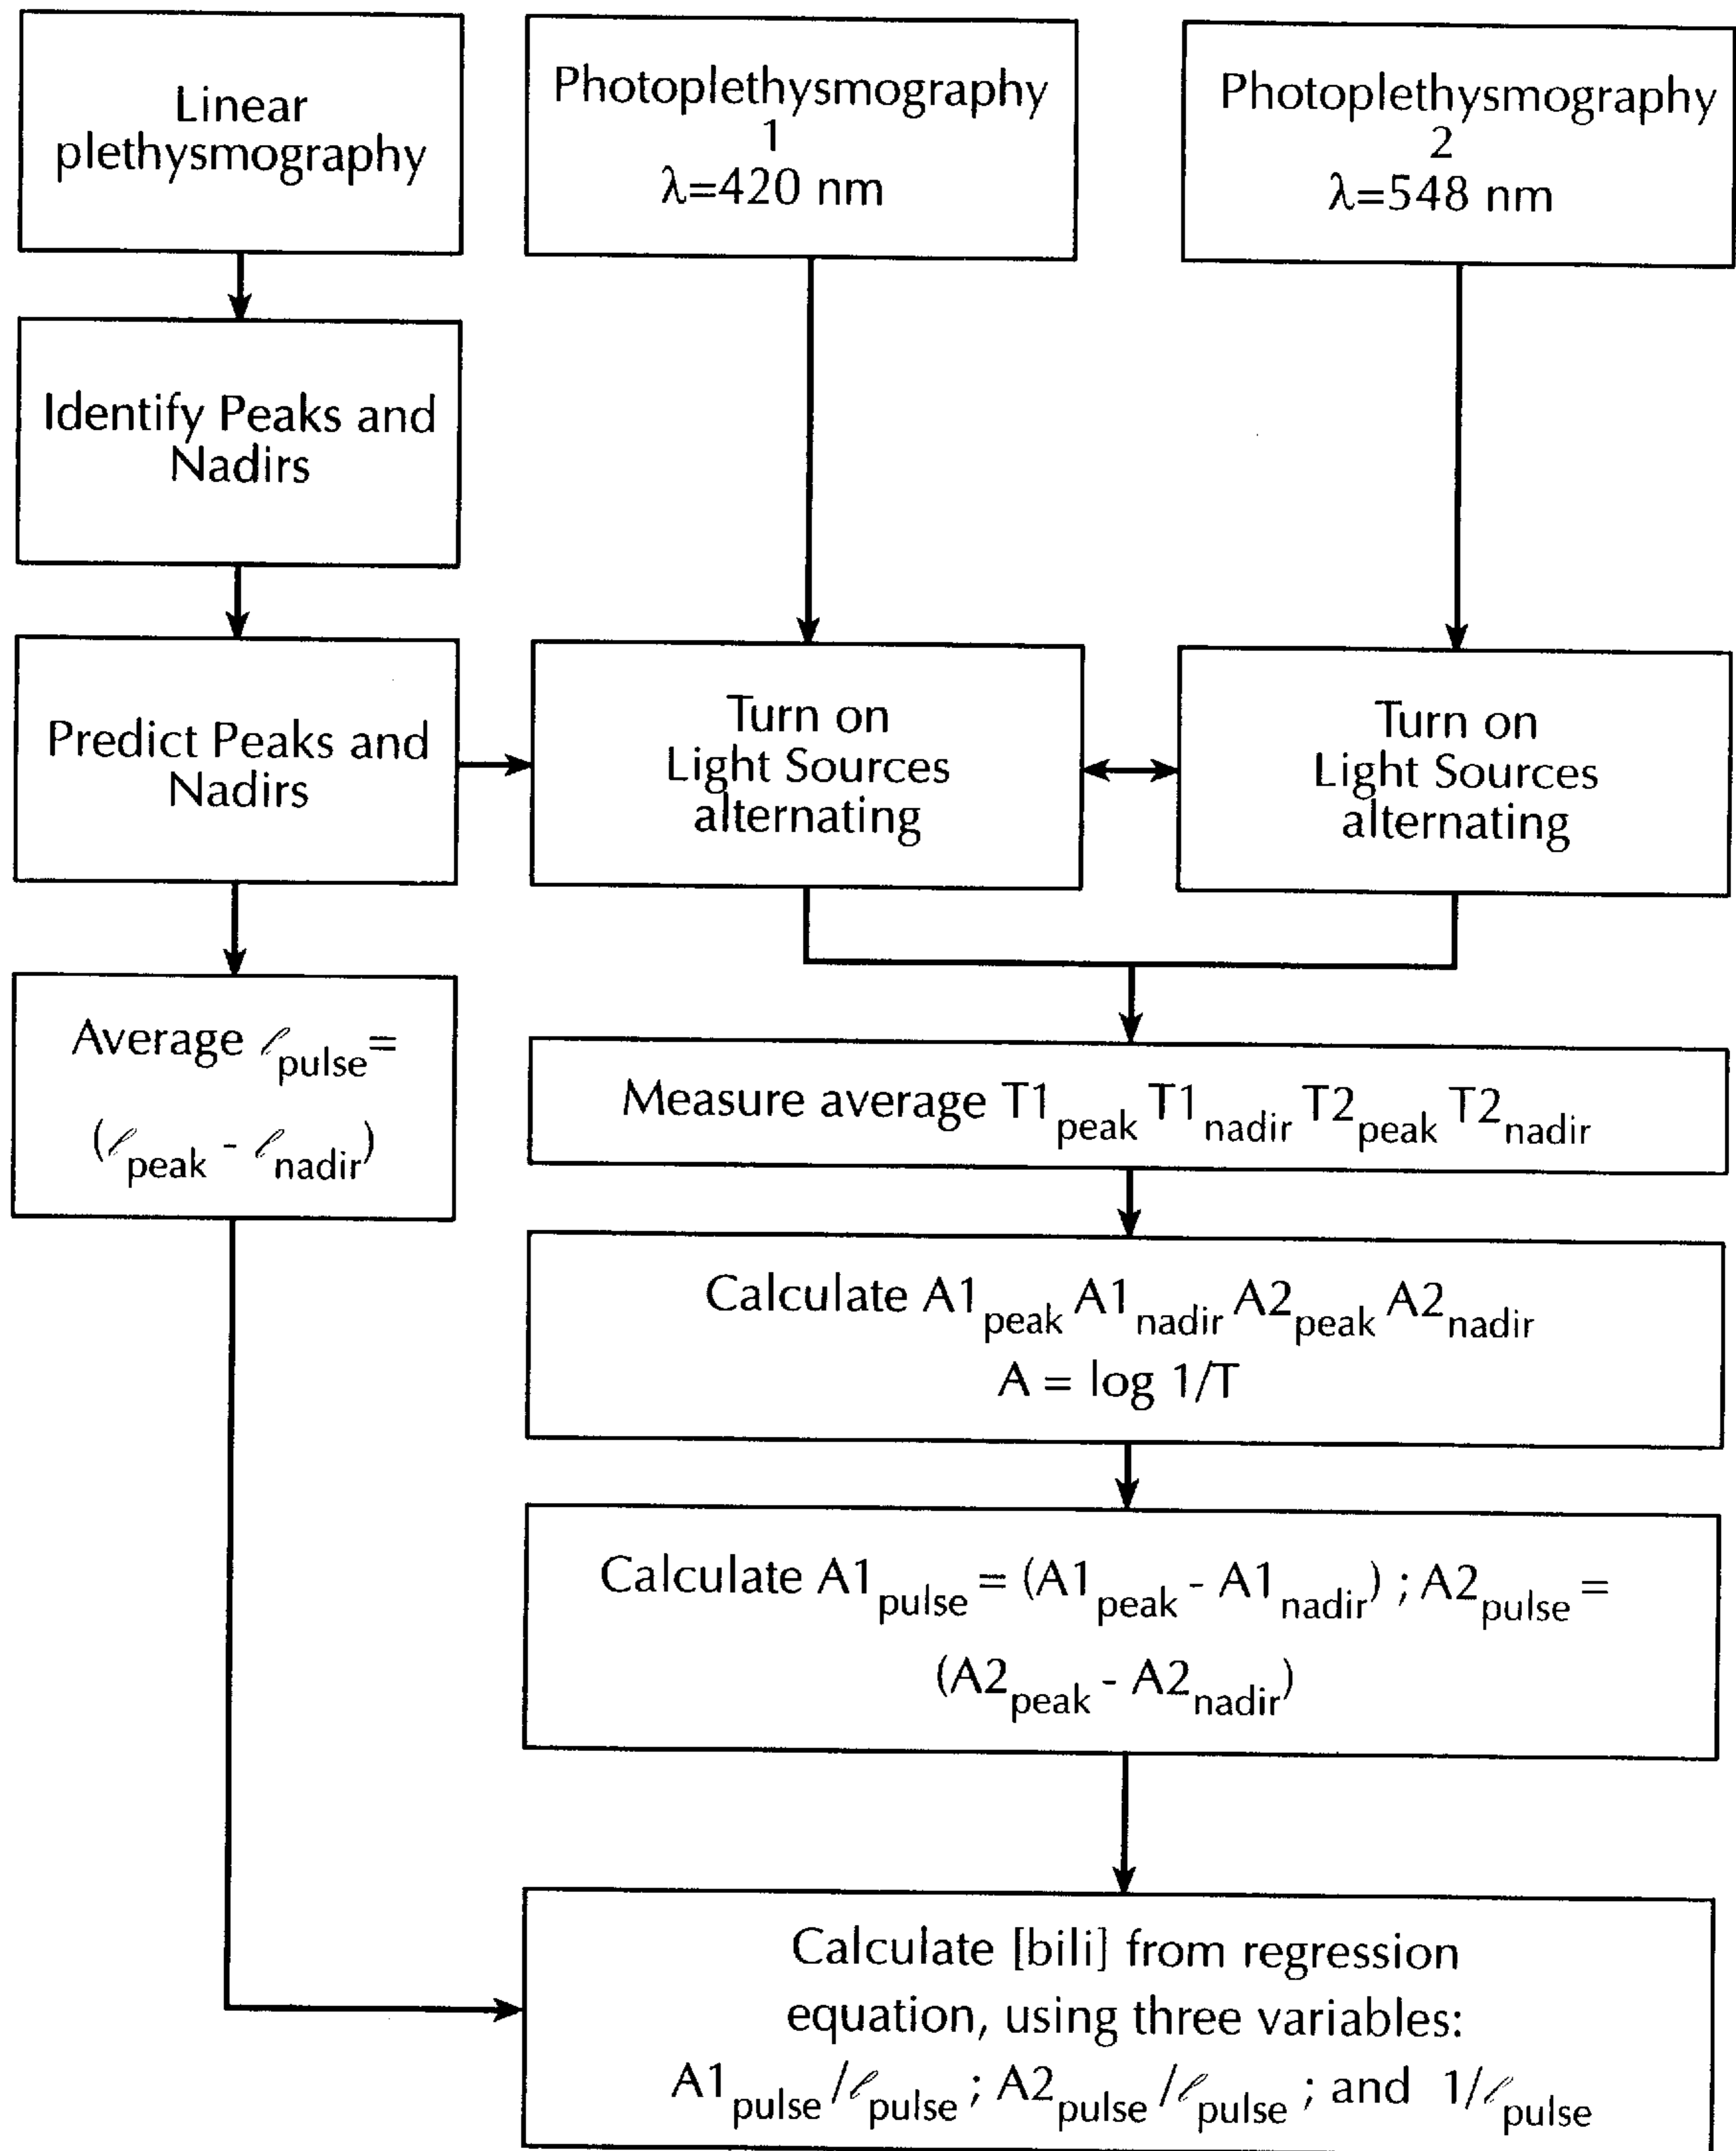 Linear
plethysmography
Photoplethysmography
1
λ=420 nm
Photoplethysmography
2
λ=548 nm
Identify Peaks and
Nadirs
Predict Peaks and
Nadirs
Turn on
Light Sources
alternating
Turn on
Light Sources
alternating
Average ℓpulse=
(ℓpeak - ℓnadir)
Measure average T1peak T1nadir T2peak T2nadir
Calculate A1peak A1nadir A2peak A2nadir
A = log 1/T
Calculate A1pulse = (A1peak - A1nadir) ; A2pulse =
(A2peak - A2nadir)
Calculate [bili] from regression
equation, using three variables:
A1pulse/ℓpulse ; A2pulse/ℓpulse ; and 1/ℓpulse